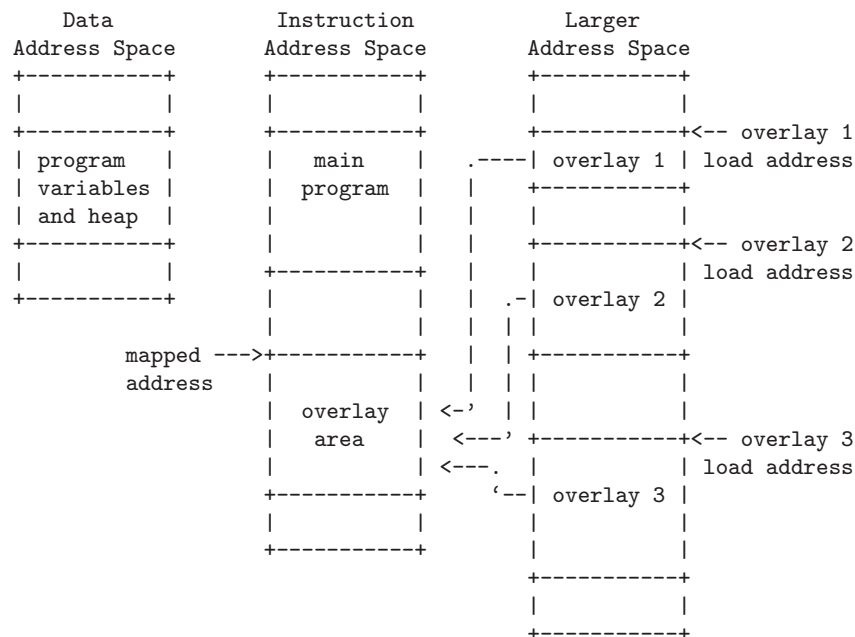 Data             Instruction            Larger
Address Space    Address Space          Address Space
+-----------+    +-----------+          +-----------+
|           |    |           |          |           |
+-----------+    +-----------+          +-----------+<-- overlay 1
| program   |    |   main    |     .----| overlay 1 | load address
| variables |    |  program  |     |    +-----------+
| and heap  |    |           |     |    |           |
+-----------+    |           |     |    +-----------+<-- overlay 2
|           |    +-----------+     |    |           | load address
+-----------+    |           |     |  .-| overlay 2 |
|           |     |  | |           |
mapped --->+-----------+     |  | +-----------+
address    |           |     |  | |           |
|  overlay  |  <-'   | |           |
|   area    |   <---'  +-----------+<-- overlay 3
|           |  <---.   |           | load address
+-----------+      ‘--| overlay 3 |
|           |          |           |
+-----------+          |           |
+-----------+
|           |
+-----------+